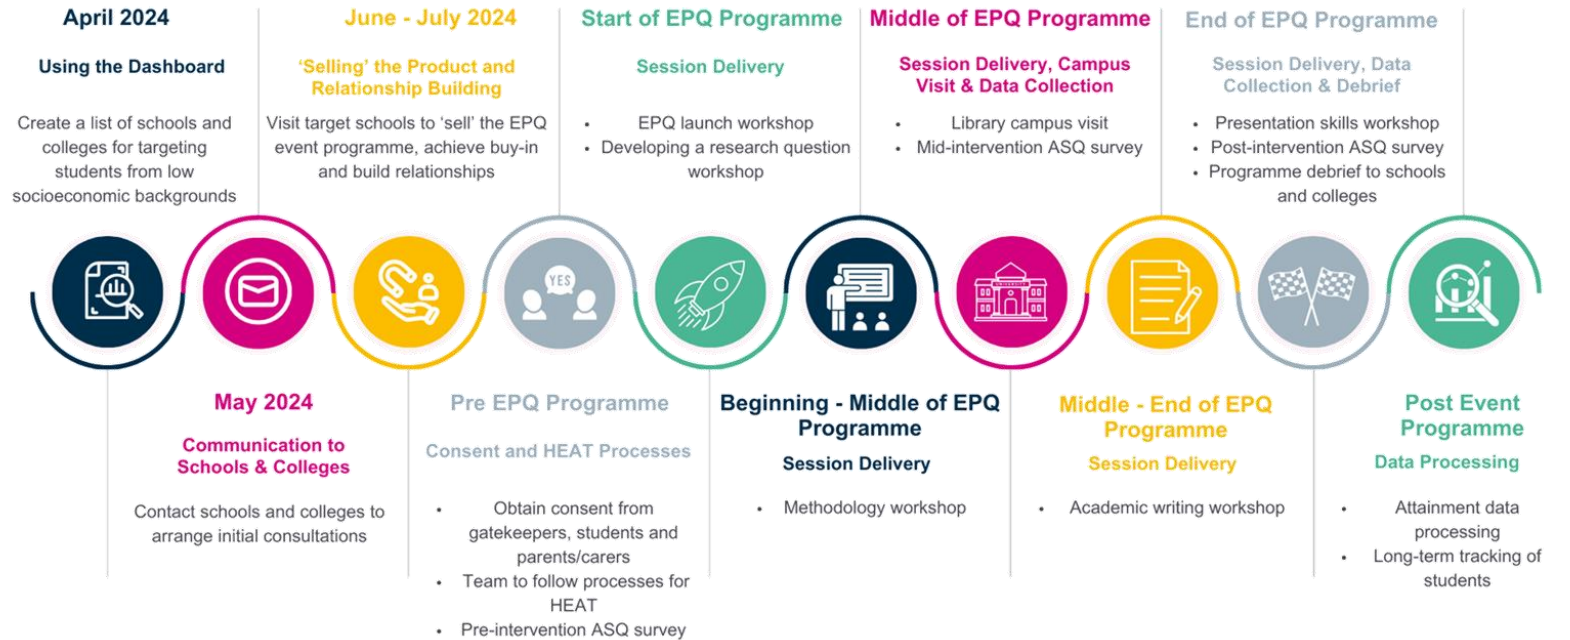 April 2024
Using the Dashboard
Create a list of schools and
colleges for targeting
students from low
socioeconomic backgrounds
May 2024
Communication to
Schools & Colleges
Contact schools and colleges to
arrange initial consultations
June - July 2024
‘Selling’ the Product and
Relationship Building
Visit target schools to ‘sell’ the EPQ
event programme, achieve buy-in
and build relationships
YES
Pre EPQ Programme
Consent and HEAT Processes
• Obtain consent from
gatekeepers, students and
parents/carers
• Team to follow processes for
HEAT
• Pre-intervention ASQ survey
Start of EPQ Programme
Session Delivery
• EPQ launch workshop
• Developing a research question
workshop
Beginning - Middle of EPQ
Programme
Session Delivery
• Methodology workshop
Middle of EPQ Programme
Session Delivery, Campus
Visit & Data Collection
• Library campus visit
• Mid-intervention ASQ survey
UNIVERSITY
Middle - End of EPQ
Programme
Session Delivery
• Academic writing workshop
End of EPQ Programme
Session Delivery, Data
Collection & Debrief
• Presentation skills workshop
• Post-intervention ASQ survey
• Programme debrief to schools
and colleges
Post Event
Programme
Data Processing
• Attainment data
processing
• Long-term tracking of
students